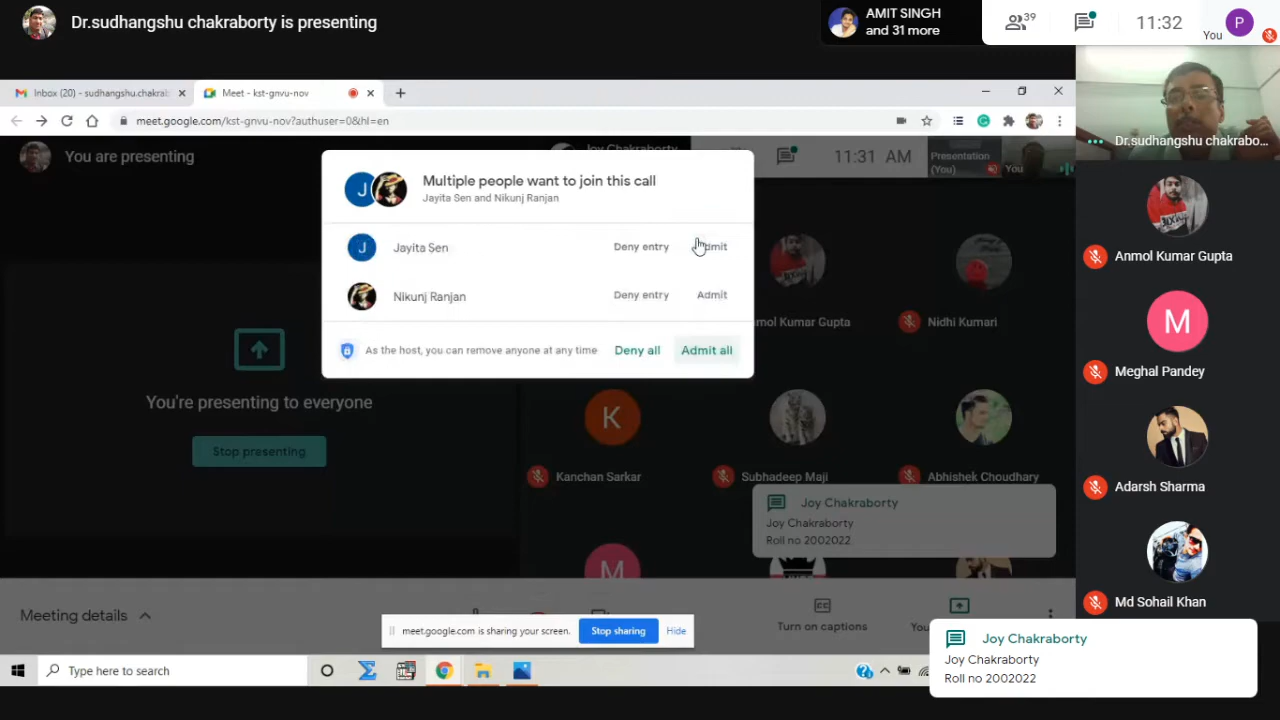 Dr.sudhangshu chakraborty is presenting
AMIT SINGH
and 31 more
39
11:32
You
P
Inbox (20) - sudhangshu.chakral
Meet - kst-gnvu-nov
meet.google.com/kst-gnvu-nov?authuser=0&hl=en
You are presenting
Joy Chakraborty
11:31 AM
Presentation
(You)
You
Multiple people want to join this call
Jayita Sen and Nikunj Ranjan
J
J
Jayita Sen
Deny entry
Admit
Nikunj Ranjan
Deny entry
Admit
As the host, you can remove anyone at any time
Deny all
Admit all
You're presenting to everyone
Stop presenting
mol Kumar Gupta
Nidhi Kumari
K
Kanchan Sarkar
Subhadeep Maji
Abhishek Choudhary
M
Joy Chakraborty
Joy Chakraborty
Roll no 2002022
Meeting details
Turn on captions
You
meet.google.com is sharing your screen.
Stop sharing
Hide
Type here to search
Dr.sudhangshu chakrabo...
Anmol Kumar Gupta
M
Meghal Pandey
Adarsh Sharma
Md Sohail Khan
Joy Chakraborty
Joy Chakraborty
Roll no 2002022